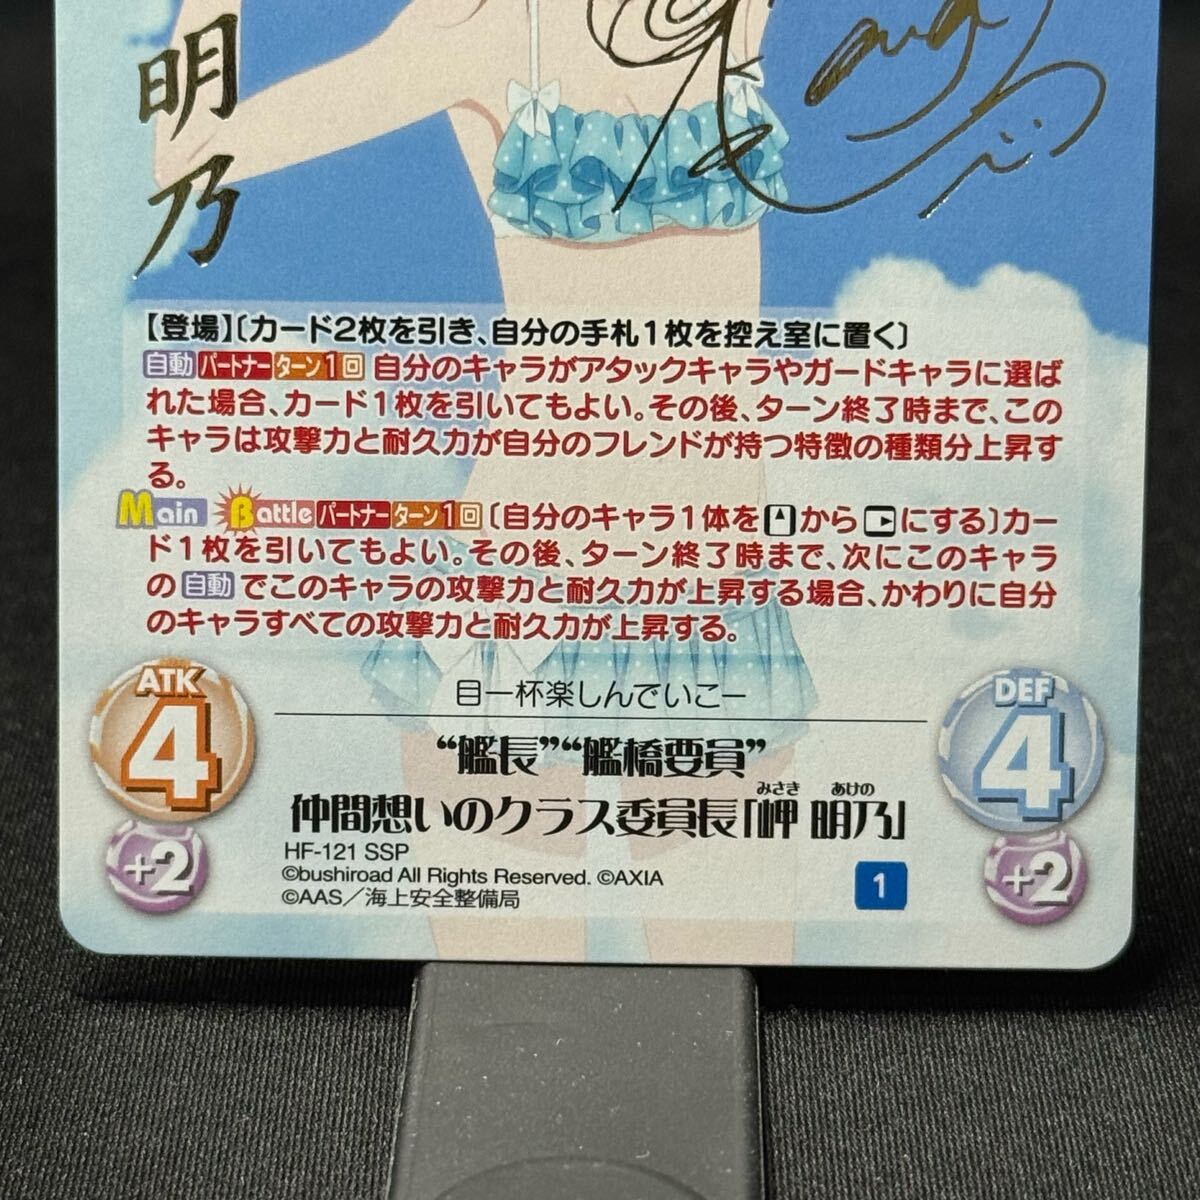 明乃
【登場】〔カード2枚を引き、自分の手札1枚を控え室に置く〕
自動 パートナー ターン1回 自分のキャラがアタックキャラやガードキャラに選ば
れた場合、カード1枚を引いてもよい。その後、ターン終了時まで、この
キャラは攻撃力と耐久力が自分のフレンドが持つ特徴の種類分上昇す
る。
Main Battle パートナー ターン1回 〔自分のキャラ1体を から にする〕カー
ド1枚を引いてもよい。その後、ターン終了時まで、次にこのキャラ
の 自動 でこのキャラの攻撃力と耐久力が上昇する場合、かわりに自分
のキャラすべての攻撃力と耐久力が上昇する。
目一杯楽しんでいこー
ATK
4
+2
DEF
4
+2
“艦長”“艦橋要員”
みさき あけの
仲間想いのクラス委員長「岬 明乃」
HF-121 SSP
©bushiroad All Rights Reserved. ©AXIA
©AAS／海上安全整備局
1